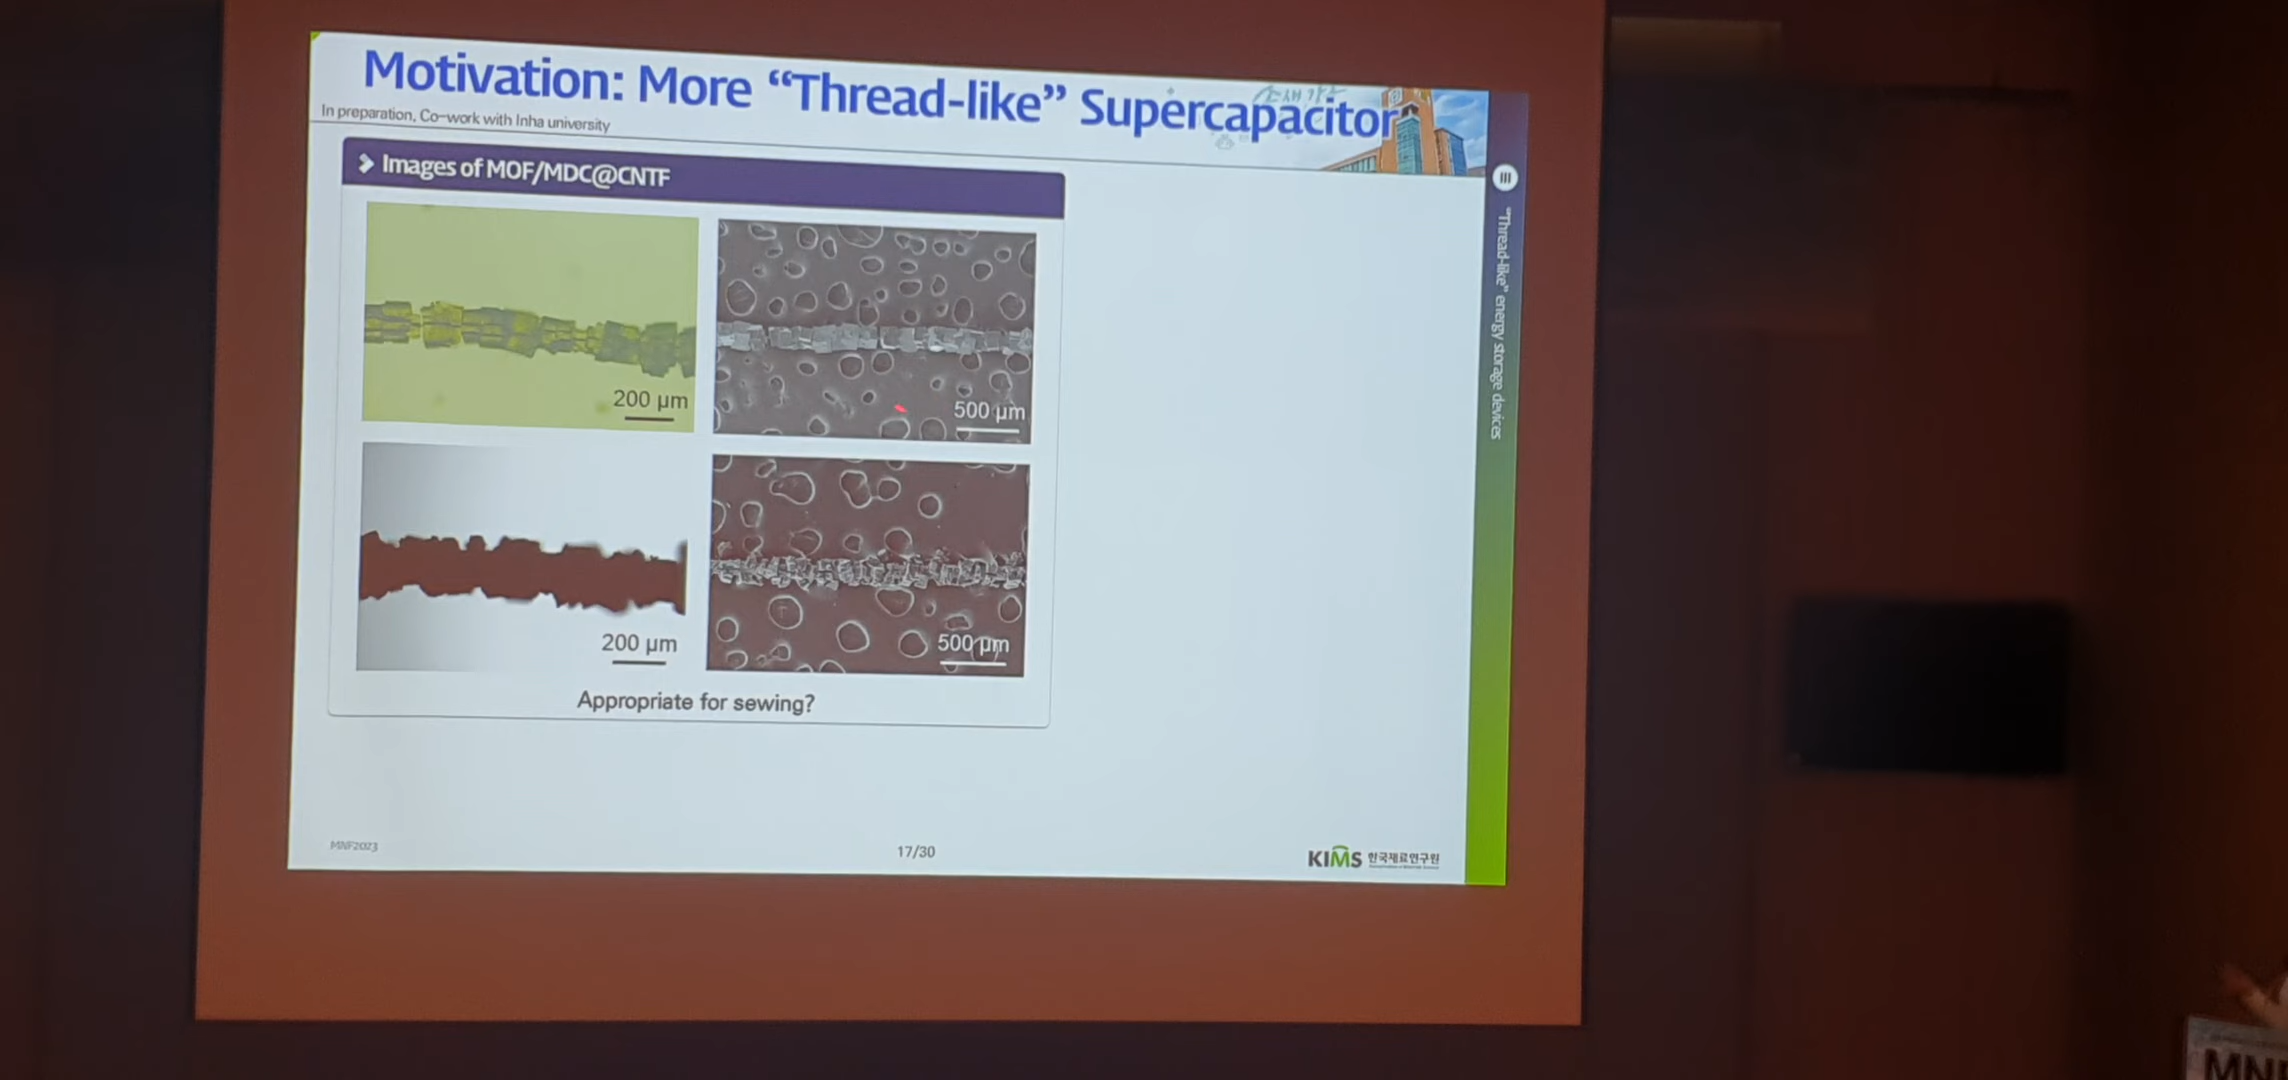 Motivation: More “Thread-like” Supercapacitor
In preparation, Co-work with Inha university
Images of MOF/MDC@CNTF
200 µm
500 µm
200 µm
500 µm
Appropriate for sewing?
III
“Thread-like” energy storage devices
MNF2023
17/30
KIMS 한국재료연구원